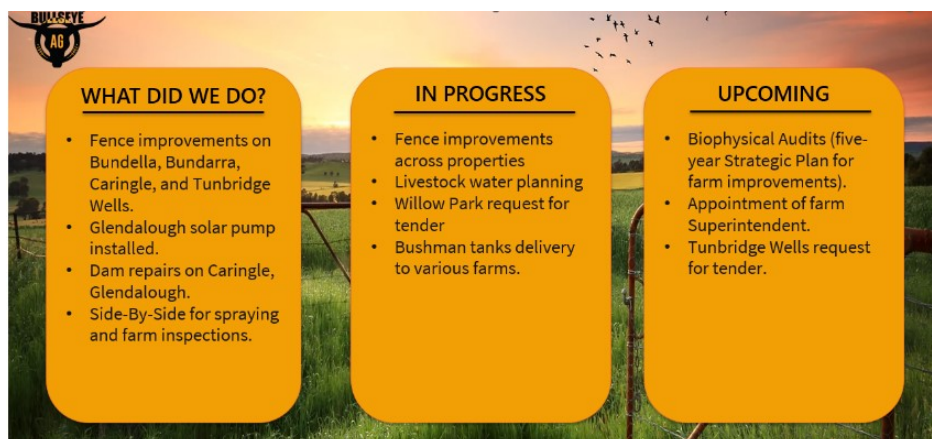 BULLSEYE
AG
WHAT DID WE DO?
• Fence improvements on
Bundella, Bundarra,
Caringle, and Tunbridge
Wells.
• Glendalough solar pump
installed.
• Dam repairs on Caringle,
Glendalough.
• Side-By-Side for spraying
and farm inspections.
IN PROGRESS
• Fence improvements
across properties
• Livestock water planning
• Willow Park request for
tender
• Bushman tanks delivery
to various farms.
UPCOMING
• Biophysical Audits (five-
year Strategic Plan for
farm improvements).
• Appointment of farm
Superintendent.
• Tunbridge Wells request
for tender.